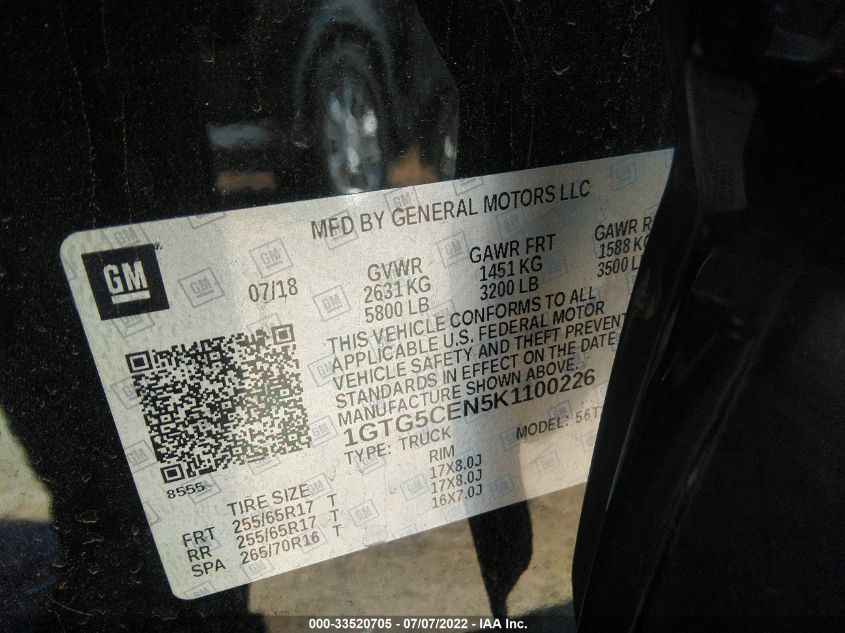 MFD BY GENERAL MOTORS LLC
GM
07/18
GVWR GAWR FRT GAWR
2631 KG 1451 KG 1588 KG
5800 LB 3200 LB 3500
THIS VEHICLE CONFORMS TO ALL
APPLICABLE U.S. FEDERAL MOTOR
VEHICLE SAFETY AND THEFT PREVENT
STANDARDS IN EFFECT ON THE DATE
MANUFACTURE SHOWN ABOVE.
1GTG5CEN5K1100226
TYPE: TRUCK MODEL: 56T
8555
TIRE SIZE RIM
FRT 255/65R17 T 17X8.0J
RR 255/65R17 T 17X8.0J
SPA 265/70R16 T 16X7.0J
000-33520705 - 07/07/2022 - IAA Inc.